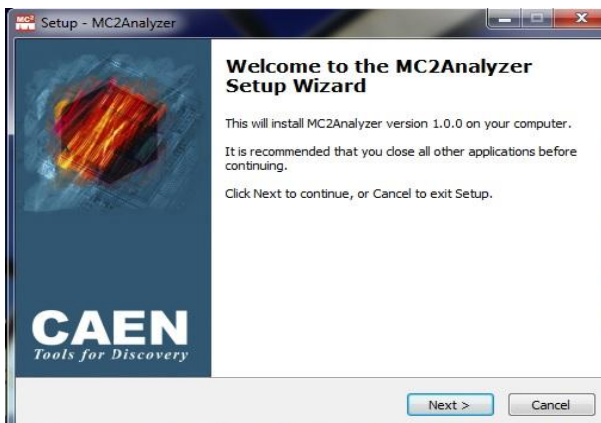 MC²
Setup - MC2Analyzer
Welcome to the MC2Analyzer
Setup Wizard
This will install MC2Analyzer version 1.0.0 on your computer.
It is recommended that you close all other applications before
continuing.
Click Next to continue, or Cancel to exit Setup.
CAEN
Tools for Discovery
Next >
Cancel